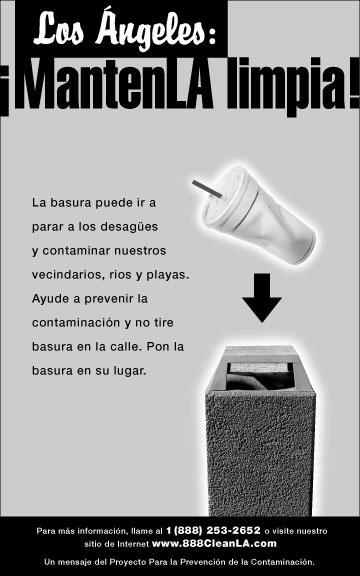 Los Ángeles:
¡MantenLA limpia!
La basura puede ir a
parar a los desagües
y contaminar nuestros
vecindarios, rios y playas.
Ayude a prevenir la
contaminación y no tire
basura en la calle. Pon la
basura en su lugar.
Para más información, llame al 1 (888) 253-2652 o visite nuestro
sitio de Internet www.888CleanLA.com
Un mensaje del Proyecto Para la Prevención de la Contaminación.